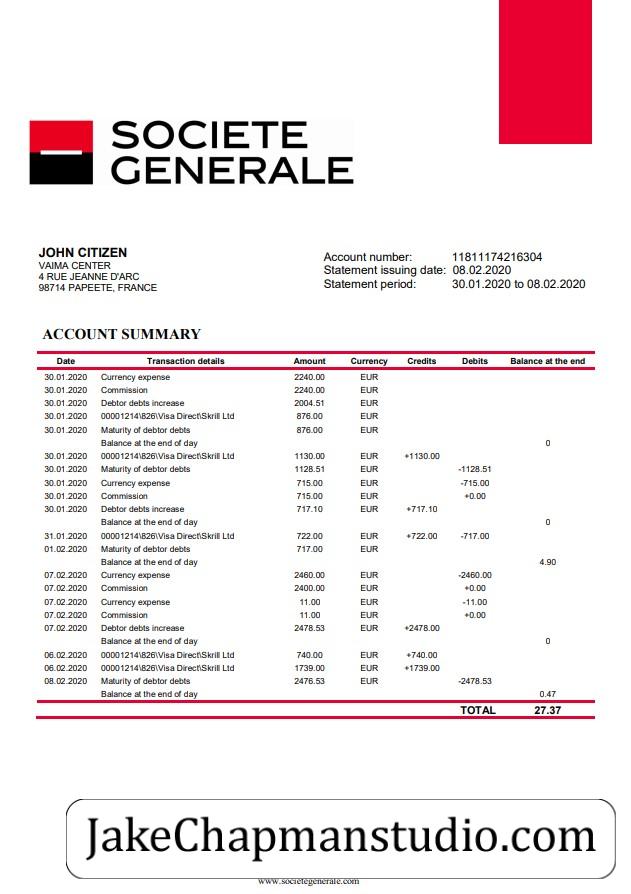 SOCIETE
GENERALE
JOHN CITIZEN
VAIMA CENTER
4 RUE JEANNE D'ARC
98714 PAPEETE, FRANCE
Account number: 11811174216304
Statement issuing date: 08.02.2020
Statement period: 30.01.2020 to 08.02.2020
ACCOUNT SUMMARY
Date Transaction details Amount Currency Credits Debits Balance at the end
30.01.2020 Currency expense 2240.00 EUR
30.01.2020 Commission 2240.00 EUR
30.01.2020 Debtor debts increase 2004.51 EUR
30.01.2020 00001214\826\Visa Direct\Skrill Ltd 876.00 EUR
30.01.2020 Maturity of debtor debts 876.00 EUR
Balance at the end of day 0
30.01.2020 00001214\826\Visa Direct\Skrill Ltd 1130.00 EUR +1130.00
30.01.2020 Maturity of debtor debts 1128.51 EUR -1128.51
30.01.2020 Currency expense 715.00 EUR -715.00
30.01.2020 Commission 715.00 EUR +0.00
30.01.2020 Debtor debts increase 717.10 EUR +717.10
Balance at the end of day 0
31.01.2020 00001214\826\Visa Direct\Skrill Ltd 722.00 EUR +722.00 -717.00
01.02.2020 Maturity of debtor debts 717.00 EUR
Balance at the end of day 4.90
07.02.2020 Currency expense 2460.00 EUR -2460.00
07.02.2020 Commission 2400.00 EUR +0.00
07.02.2020 Currency expense 11.00 EUR -11.00
07.02.2020 Commission 11.00 EUR +0.00
07.02.2020 Debtor debts increase 2478.53 EUR +2478.00
Balance at the end of day 0
06.02.2020 00001214\826\Visa Direct\Skrill Ltd 740.00 EUR +740.00
06.02.2020 00001214\826\Visa Direct\Skrill Ltd 1739.00 EUR +1739.00
08.02.2020 Maturity of debtor debts 2476.53 EUR -2478.53
Balance at the end of day 0.47
TOTAL 27.37
JakeChapmanstudio.com
www.societegenerale.com